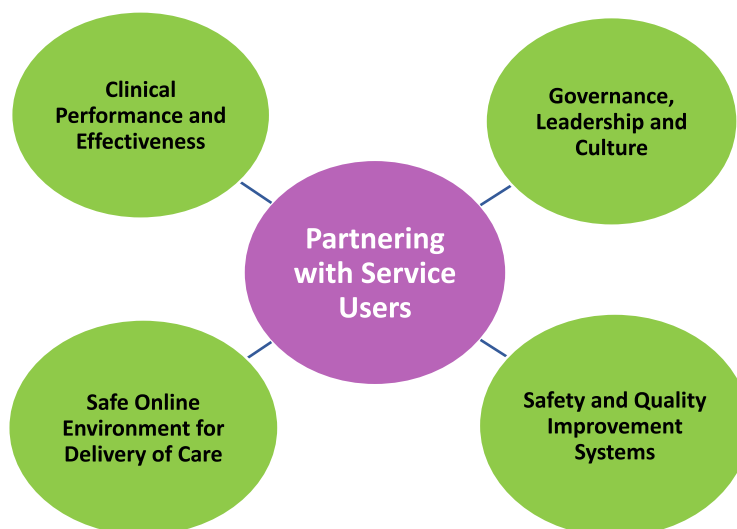 Clinical
Performance and
Effectiveness
Governance,
Leadership and
Culture
Partnering
with Service
Users
Safe Online
Environment for
Delivery of Care
Safety and Quality
Improvement
Systems